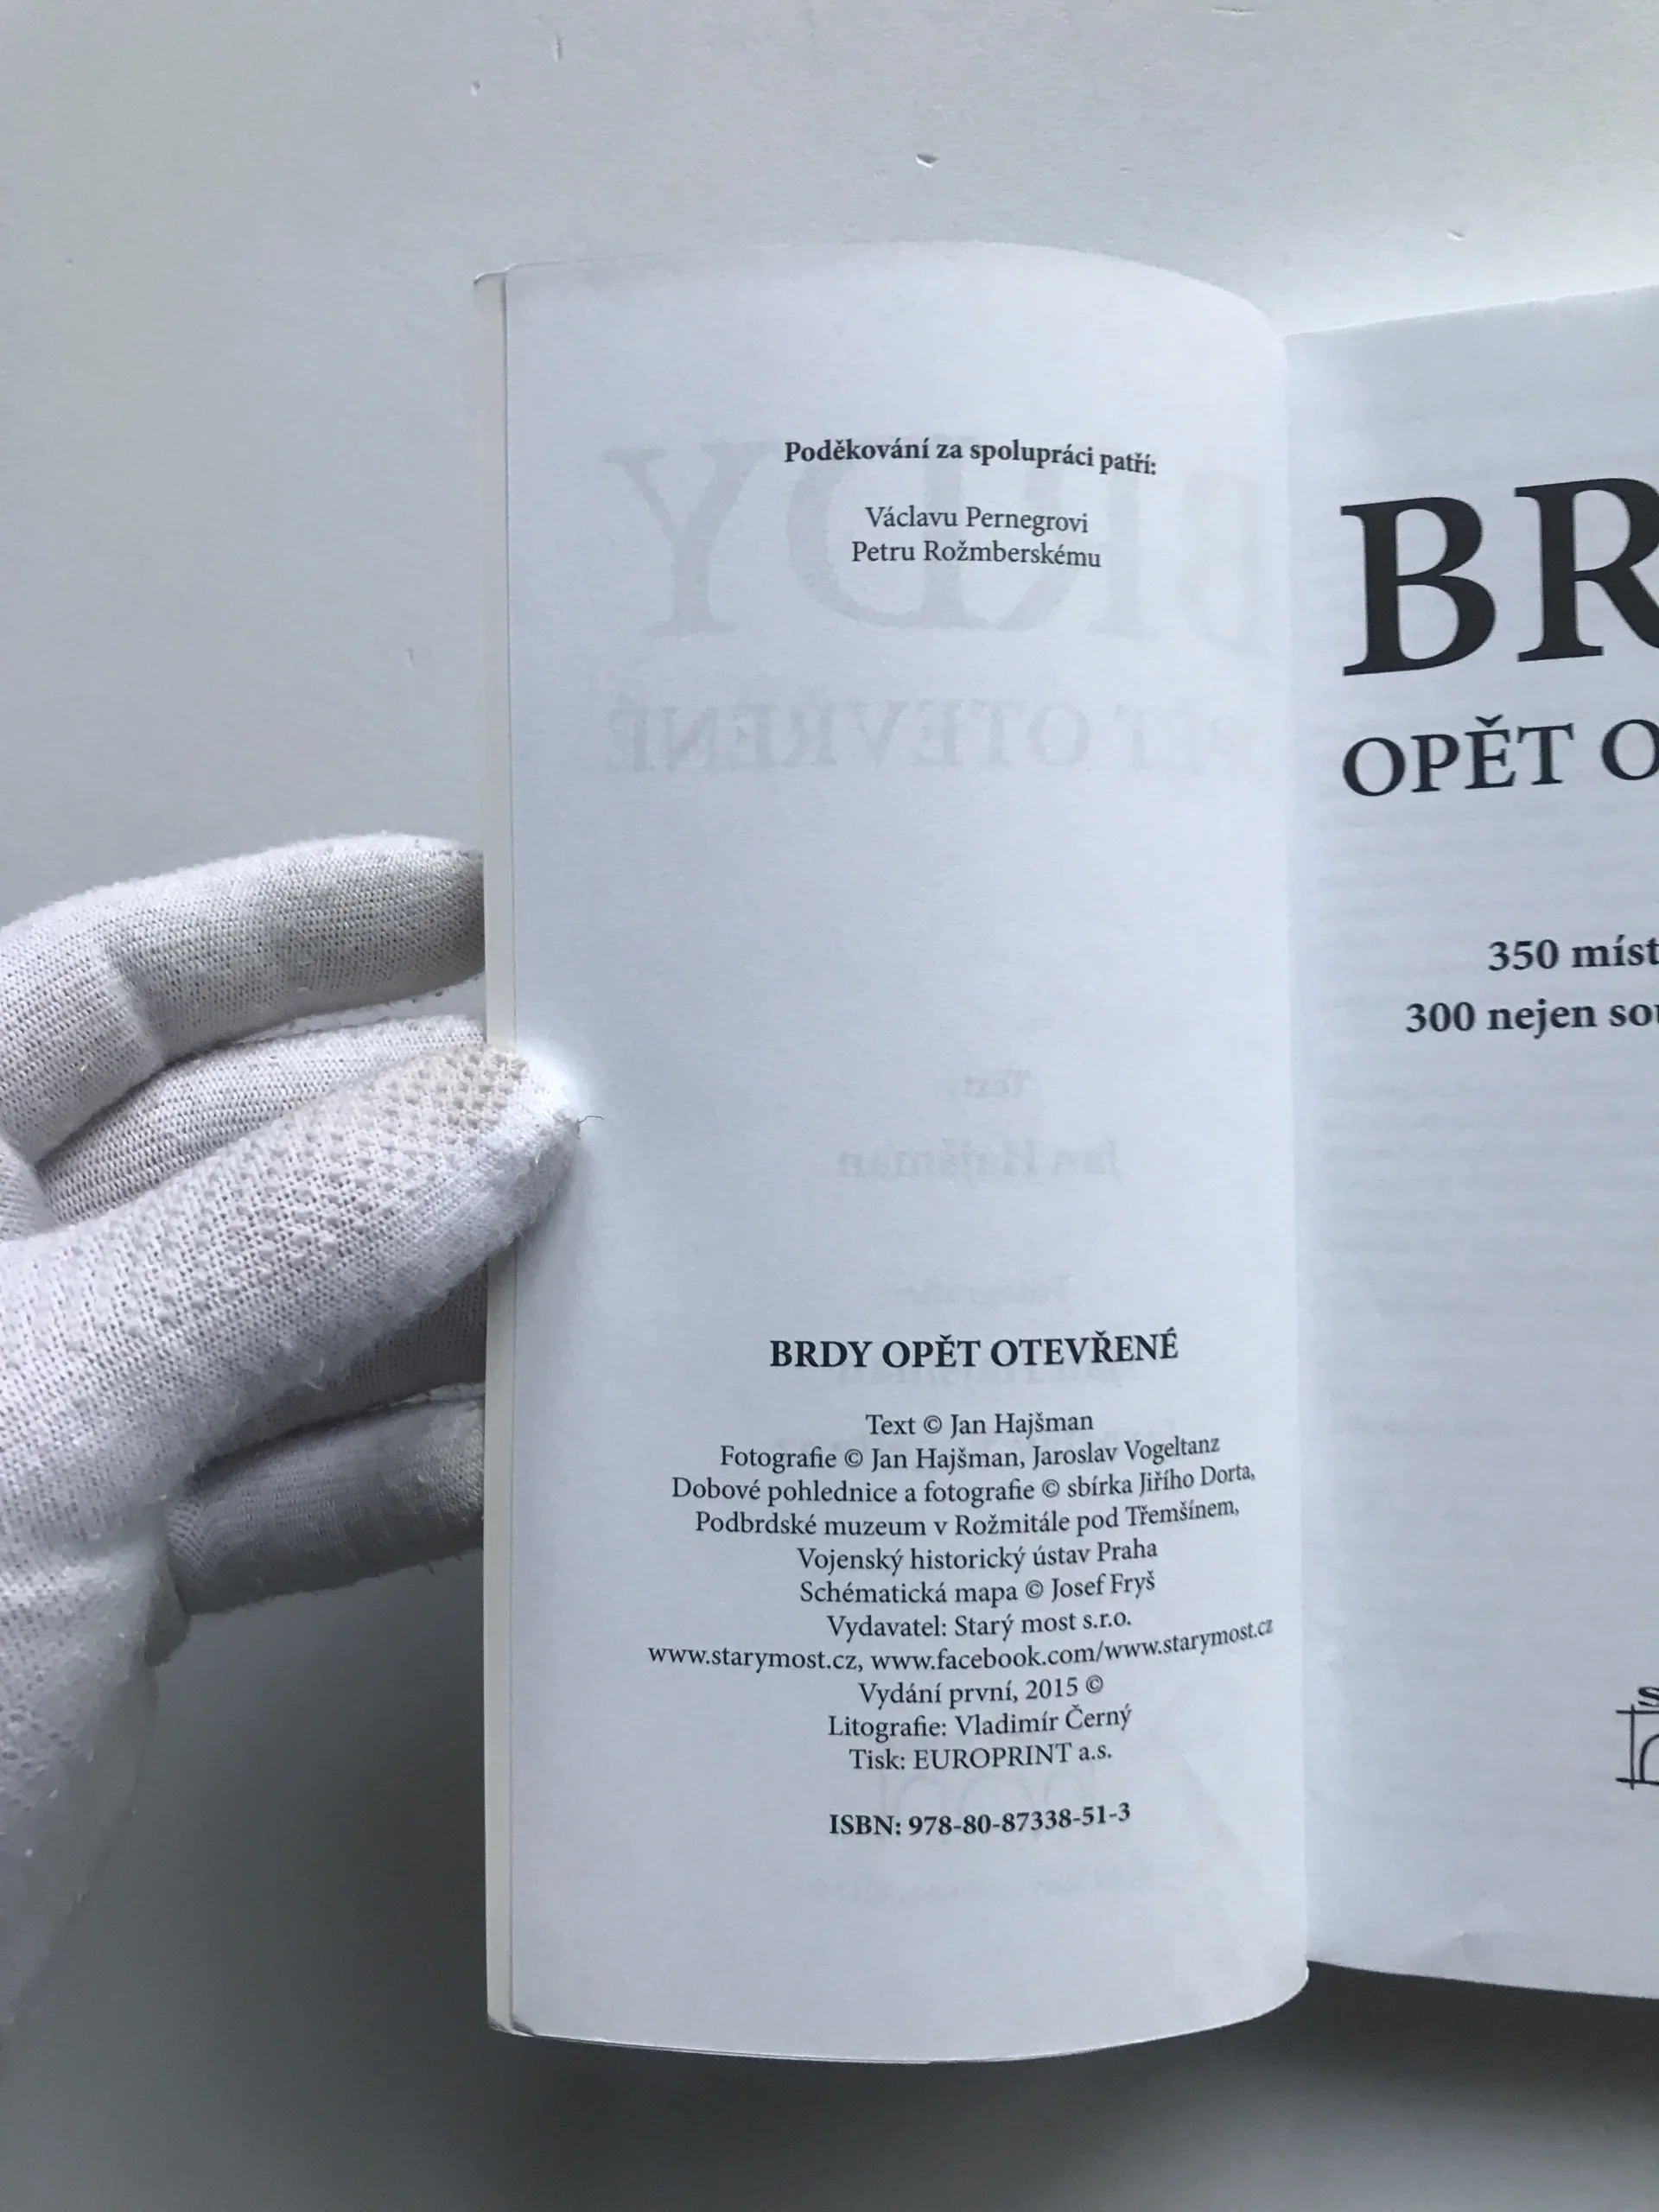 Poděkování za spolupráci patří:
Václavu Pernegrovi
Petru Rožmberskému
BRDY OPĚT OTEVŘENÉ
Text © Jan Hajšman
Fotografie © Jan Hajšman, Jaroslav Vogeltanz
Dobové pohlednice a fotografie © sbírka Jiřího Dorta,
Podbrdské muzeum v Rožmitále pod Třemšínem,
Vojenský historický ústav Praha
Schématická mapa © Josef Fryš
Vydavatel: Starý most s.r.o.
www.starymost.cz, www.facebook.com/www.starymost.cz
Vydání první, 2015 ©
Litografie: Vladimír Černý
Tisk: EUROPRINT a.s.
ISBN: 978-80-87338-51-3
BR
OPĚT O
350 míst
300 nejen sou